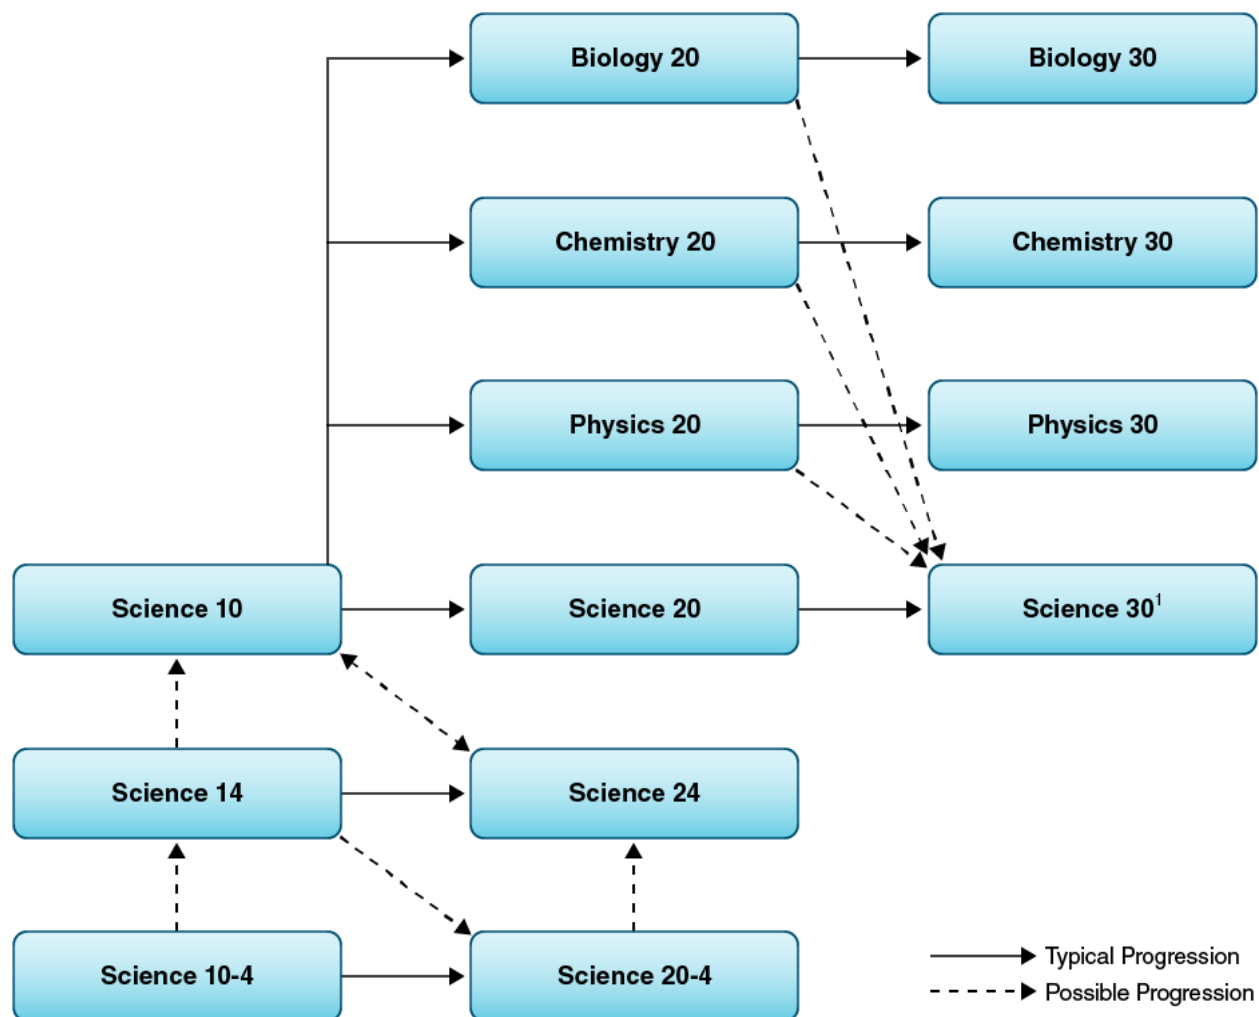 Biology 20
Biology 30
Chemistry 20
Chemistry 30
Physics 20
Physics 30
Science 10
Science 20
Science 30¹
Science 14
Science 24
Science 10-4
Science 20-4
Typical Progression
Possible Progression